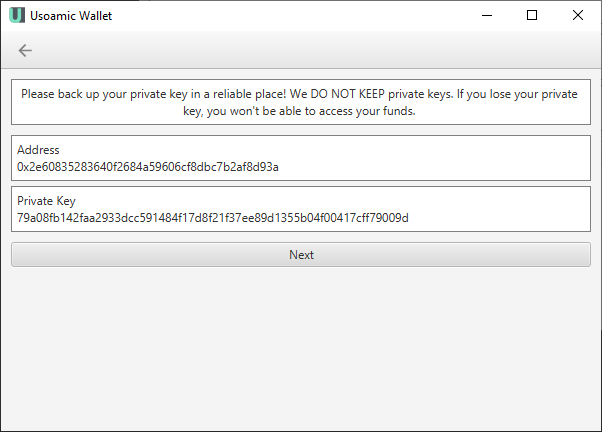 Usoamic Wallet
Please back up your private key in a reliable place! We DO NOT KEEP private keys. If you lose your private
key, you won't be able to access your funds.
Address
0x2e60835283640f2684a59606cf8dbc7b2af8d93a
Private Key
79a08fb142faa2933dcc591484f17d8f21f37ee89d1355b04f00417cff79009d
Next